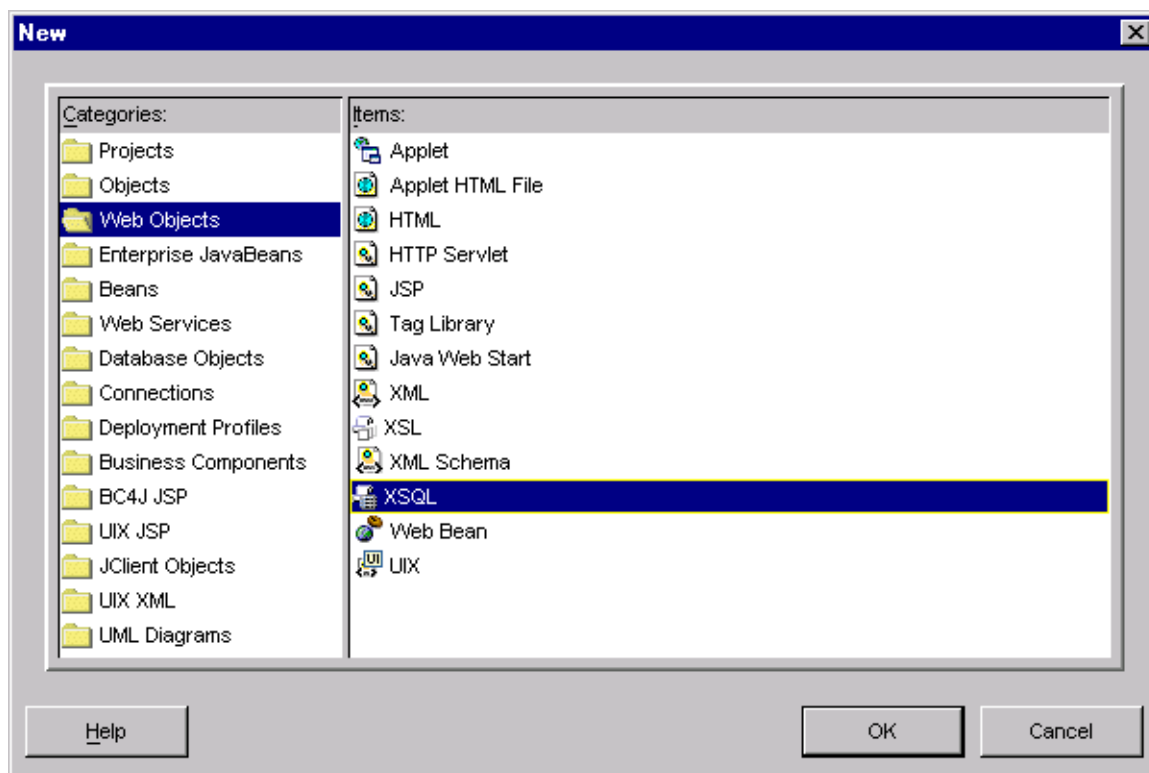 New
Categories:
Projects
Objects
Web Objects
Enterprise JavaBeans
Beans
Web Services
Database Objects
Connections
Deployment Profiles
Business Components
BC4J JSP
UIX JSP
JClient Objects
UIX XML
UML Diagrams
Items:
Applet
Applet HTML File
HTML
HTTP Servlet
JSP
Tag Library
Java Web Start
XML
XSL
XML Schema
XSQL
Web Bean
UI
UIX
Help
OK
Cancel